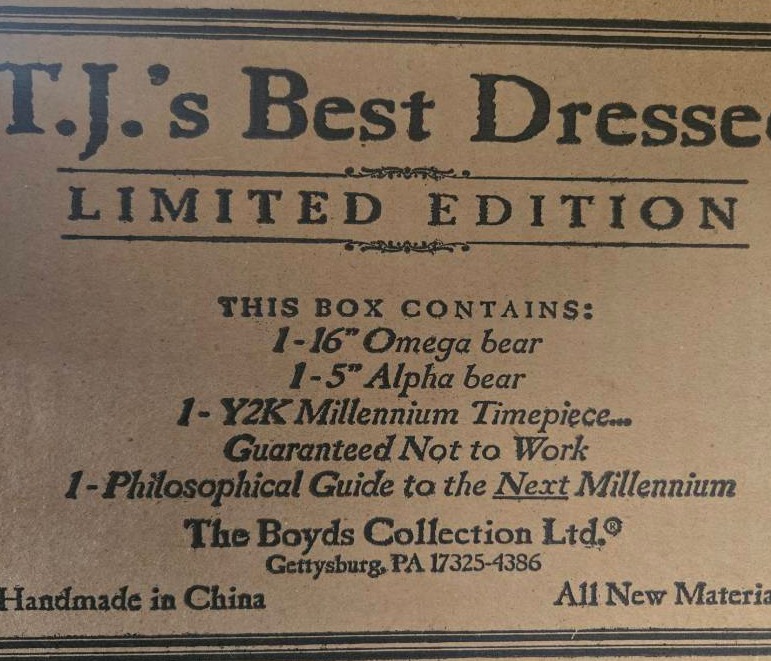 T.J.'s Best Dressed
LIMITED EDITION
THIS BOX CONTAINS:
1-16" Omega bear
1-5" Alpha bear
1- Y2K Millennium Timepiece...
Guaranteed Not to Work
1-Philosophical Guide to the Next Millennium
The Boyds Collection Ltd.®
Gettysburg, PA 17325-4386
Handmade in China
All New Materia